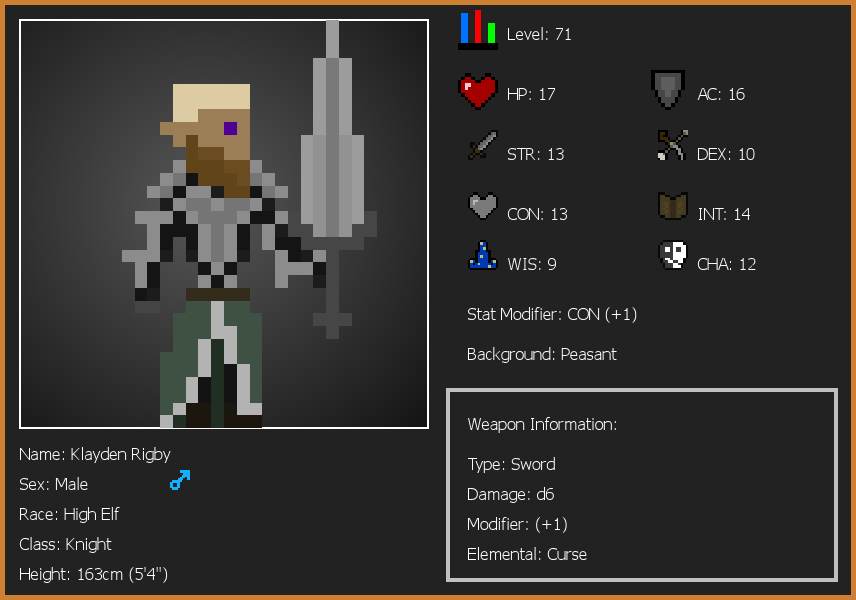 Level: 71
HP: 17
AC: 16
STR: 13
DEX: 10
CON: 13
INT: 14
WIS: 9
CHA: 12
Stat Modifier: CON (+1)
Background: Peasant
Weapon Information:
Type: Sword
Damage: d6
Modifier: (+1)
Elemental: Curse
Name: Klayden Rigby
Sex: Male
Race: High Elf
Class: Knight
Height: 163cm (5'4")